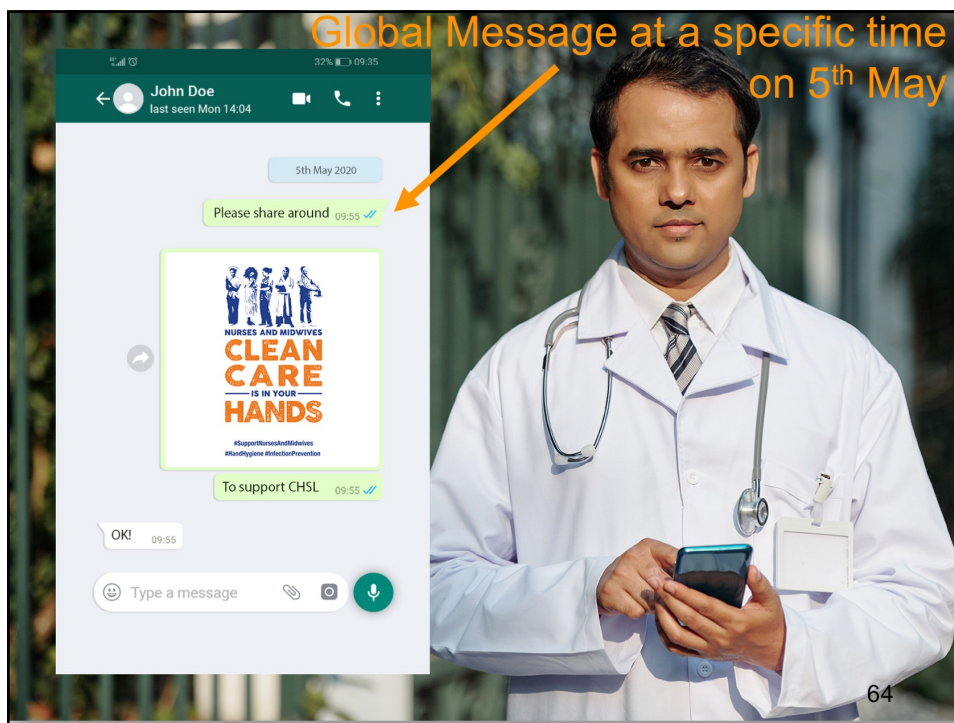 Global Message at a specific time
on 5th May
32% 09:35
John Doe
last seen Mon 14:04
5th May 2020
Please share around 09:55
NURSES AND MIDWIVES
CLEAN
CARE
IS IN YOUR
HANDS
#SupportNursesAndMidwives
#HandHygiene #InfectionPrevention
To support CHSL 09:55
OK! 09:55
Type a message
64